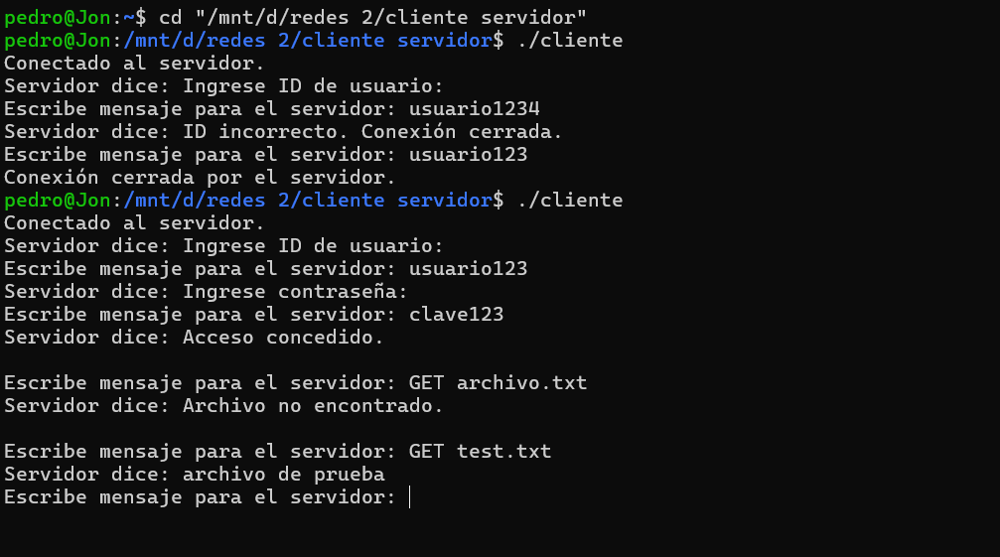 pedro@Jon:~$ cd "/mnt/d/redes 2/cliente servidor"
pedro@Jon:/mnt/d/redes 2/cliente servidor$ ./cliente
Conectado al servidor.
Servidor dice: Ingrese ID de usuario:
Escribe mensaje para el servidor: usuario1234
Servidor dice: ID incorrecto. Conexión cerrada.
Escribe mensaje para el servidor: usuario123
Conexión cerrada por el servidor.
pedro@Jon:/mnt/d/redes 2/cliente servidor$ ./cliente
Conectado al servidor.
Servidor dice: Ingrese ID de usuario:
Escribe mensaje para el servidor: usuario123
Servidor dice: Ingrese contraseña:
Escribe mensaje para el servidor: clave123
Servidor dice: Acceso concedido.
Escribe mensaje para el servidor: GET archivo.txt
Servidor dice: Archivo no encontrado.
Escribe mensaje para el servidor: GET test.txt
Servidor dice: archivo de prueba
Escribe mensaje para el servidor: